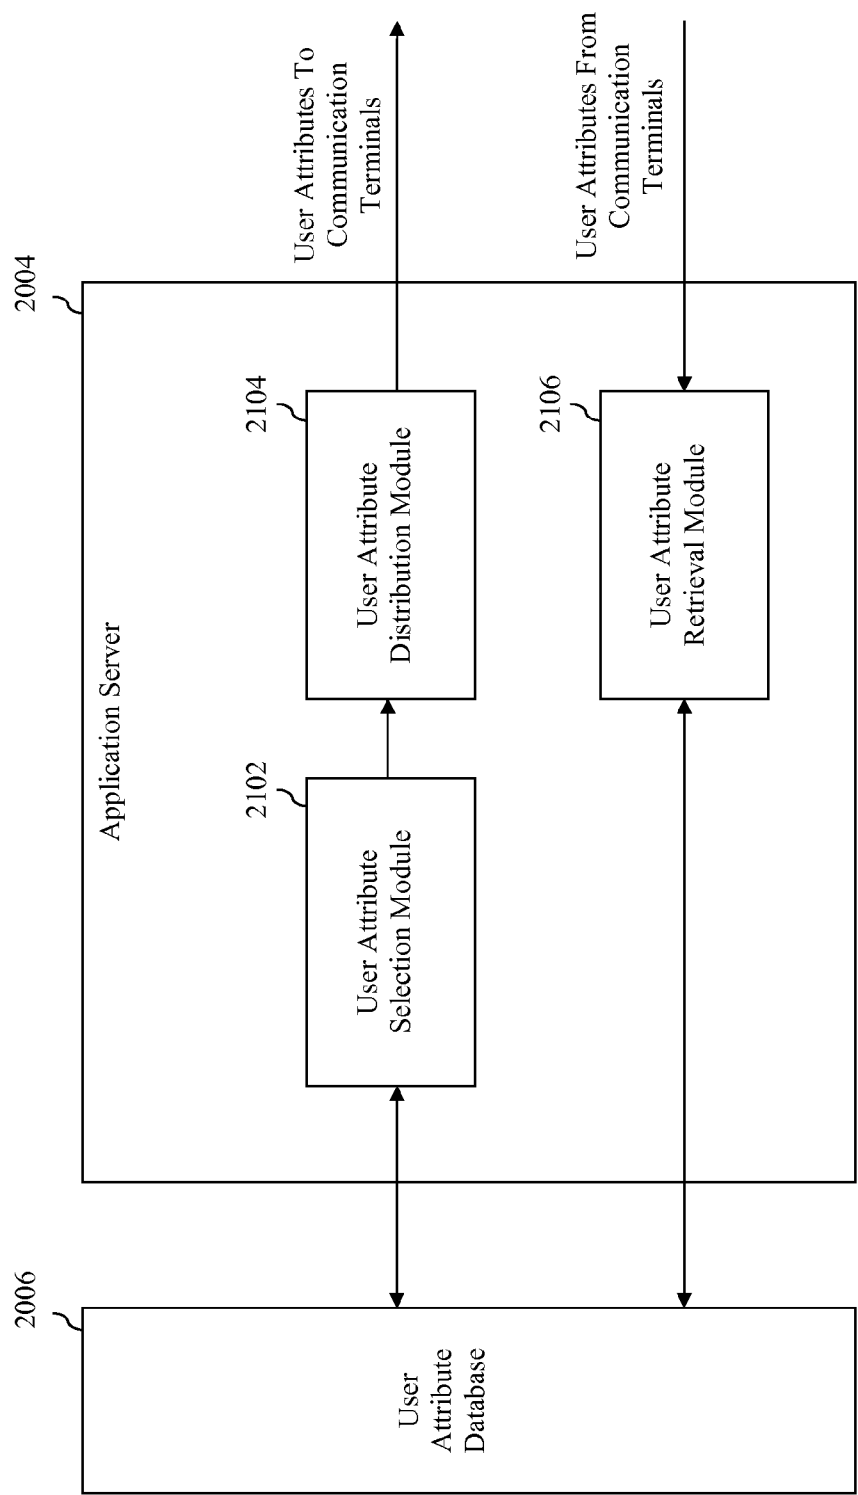 2006
User
Attribute
Database
2004
Application Server
2102
User Attribute
Selection Module
2104
User Attribute
Distribution Module
User Attributes To
Communication
Terminals
2106
User Attribute
Retrieval Module
User Attributes From
Communication
Terminals